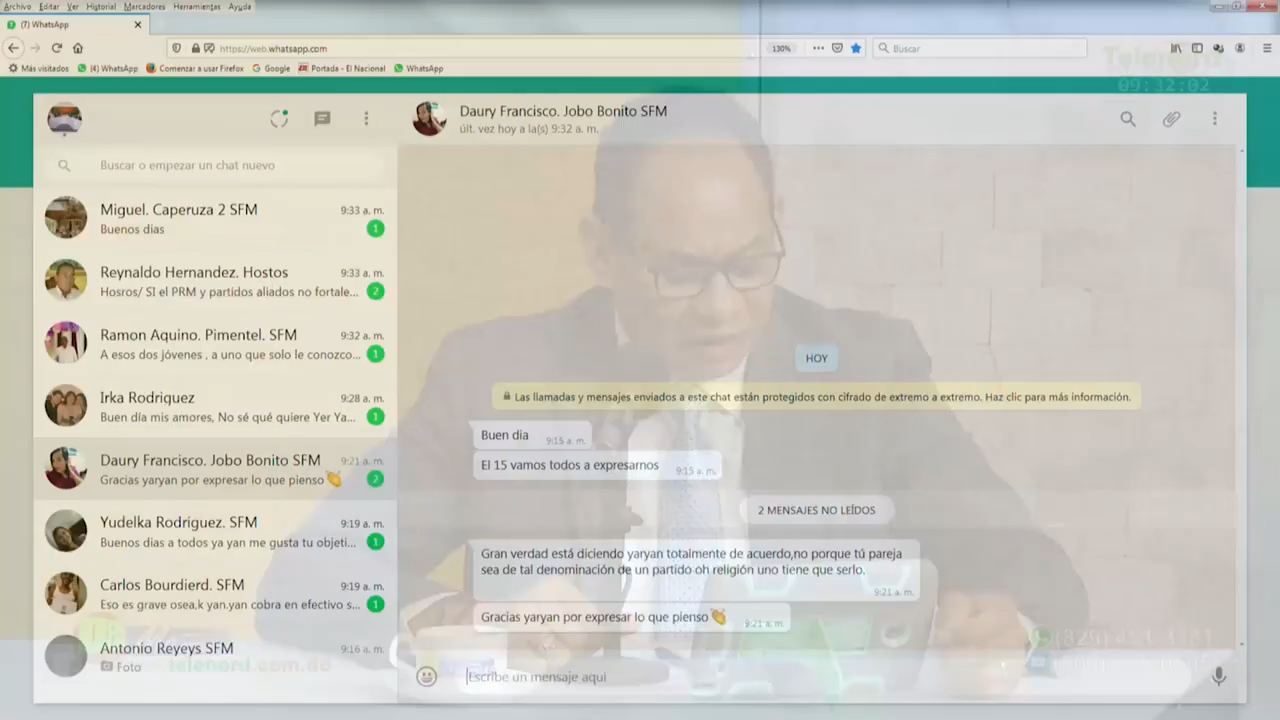 Archivo Editar Ver Historial Marcadores Herramientas Ayuda
(7) WhatsApp
https://web.whatsapp.com
130%
Buscar
Más visitados (4) WhatsApp Comenzar a usar Firefox Google Portada - El Nacional WhatsApp
Telenord
09:32:02
Buscar o empezar un chat nuevo
Miguel. Caperuza 2 SFM 9:33 a. m.
Buenos dias 1
Reynaldo Hernandez. Hostos 9:33 a. m.
Hosros/ SI el PRM y partidos aliados no fortale... 2
Ramon Aquino. Pimentel. SFM 9:32 a. m.
A esos dos jóvenes , a uno que solo le conozco... 1
Irka Rodriquez 9:28 a. m.
Buen día mis amores, No sé qué quiere Yer Ya... 1
Daury Francisco. Jobo Bonito SFM 9:21 a. m.
Gracias yaryan por expresar lo que pienso 👏 2
Yudelka Rodriguez. SFM 9:19 a. m.
Buenos dias a todos ya yan me gusta tu objeti... 1
Carlos Bourdierd. SFM 9:19 a. m.
Eso es grave osea,k yan.yan cobra en efectivo s... 1
Antonio Reyeys SFM 9:16 a. m.
Foto
telenord.com.do
Daury Francisco. Jobo Bonito SFM
últ. vez hoy a la(s) 9:32 a. m.
HOY
Las llamadas y mensajes enviados a este chat están protegidos con cifrado de extremo a extremo. Haz clic para más información.
Buen día 9:15 a. m.
El 15 vamos todos a expresarnos 9:15 a. m.
2 MENSAJES NO LEÍDOS
Gran verdad está diciendo yaryan totalmente de acuerdo,no porque tú pareja
sea de tal denominación de un partido oh religión uno tiene que serlo.
9:21 a. m.
Gracias yaryan por expresar lo que pienso 👏 9:21 a. m.
Escribe un mensaje aquí